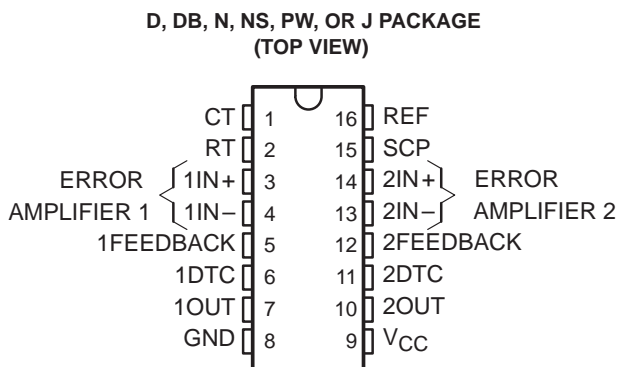 D, DB, N, NS, PW, OR J PACKAGE
(TOP VIEW)
CT 1 16 REF
RT 2 15 SCP
ERROR AMPLIFIER 1 1IN+ 3 14 2IN+ ERROR AMPLIFIER 2
1IN− 4 13 2IN−
1FEEDBACK 5 12 2FEEDBACK
1DTC 6 11 2DTC
1OUT 7 10 2OUT
GND 8 9 VCC